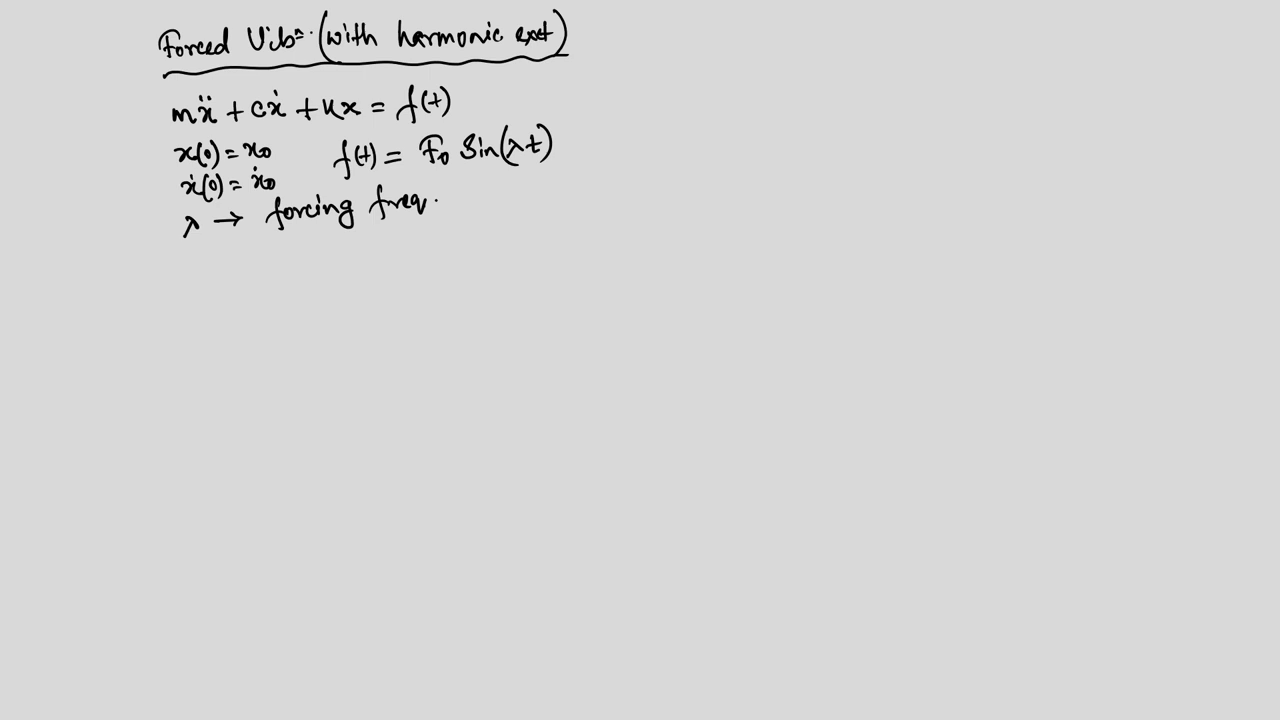 Forced Vibⁿ. (with harmonic ext)
mẍ + cẋ + kx = f(t)
x(0) = x₀ f(t) = F₀ Sin(λt)
ẋ(0) = ẋ₀
λ → forcing freq.